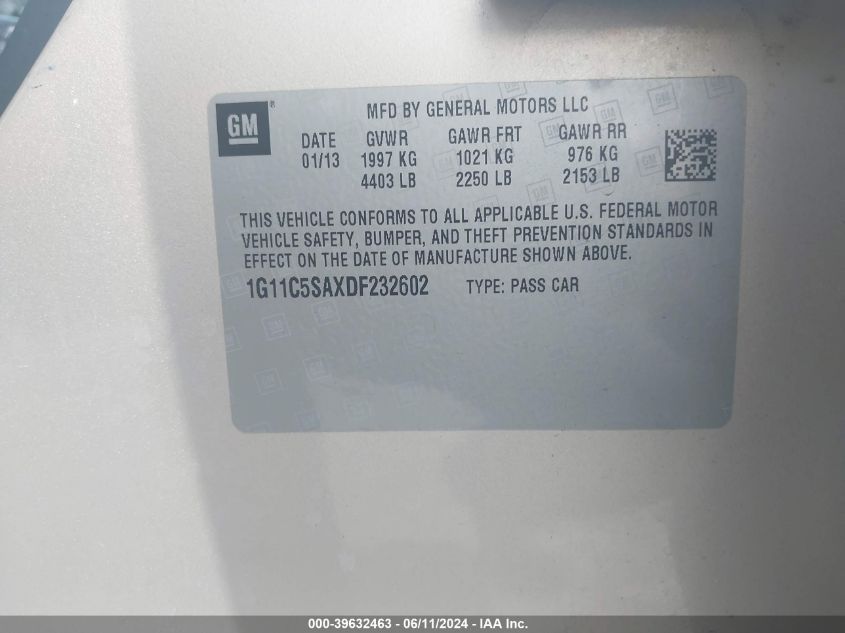 GM®
MFD BY GENERAL MOTORS LLC
DATE GVWR GAWR FRT GAWR RR
01/13 1997 KG 1021 KG 976 KG
4403 LB 2250 LB 2153 LB
THIS VEHICLE CONFORMS TO ALL APPLICABLE U.S. FEDERAL MOTOR
VEHICLE SAFETY, BUMPER, AND THEFT PREVENTION STANDARDS IN
EFFECT ON THE DATE OF MANUFACTURE SHOWN ABOVE.
1G11C5SAXDF232602 TYPE: PASS CAR
000-39632463 - 06/11/2024 - IAA Inc.